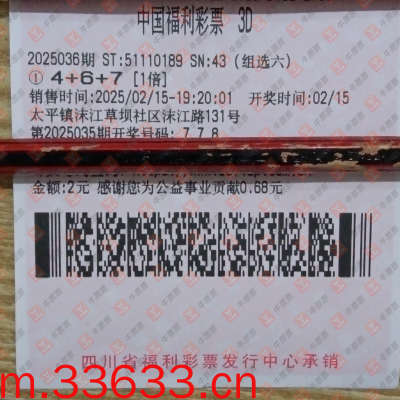 中国福利彩票 3D
2025036期 ST:51110189 SN:43 (组选六)
① 4+6+7 [1倍]
销售时间:2025/02/15-19:20:01 开奖时间:02/15
太平镇沫江草坝社区沫江路131号
第2025035期开奖号码: 7 7 8
金额:2元 感谢您为公益事业贡献0.68元
四川省福利彩票发行中心承销
m.33633.cn